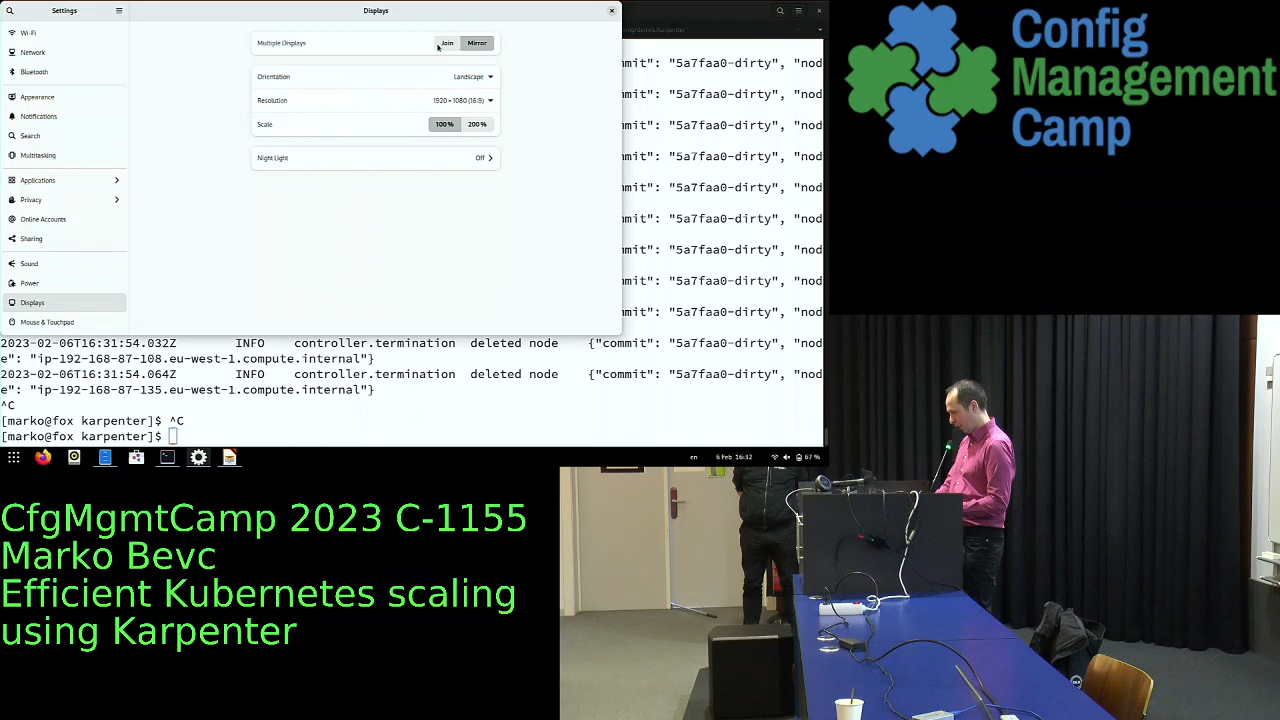 Settings
Displays
Wi-Fi
Network
Bluetooth
Appearance
Notifications
Search
Multitasking
Applications
Privacy
Online Accounts
Sharing
Sound
Power
Displays
Mouse & Touchpad
Multiple Displays
Join
Mirror
Orientation
Landscape
Resolution
1920 × 1080 (16:9)
Scale
100%
200%
Night Light
Off
mit": "5a7faa0-dirty", "nod
mit": "5a7faa0-dirty", "nod
mit": "5a7faa0-dirty", "nod
mit": "5a7faa0-dirty", "nod
mit": "5a7faa0-dirty", "nod
mit": "5a7faa0-dirty", "nod
mit": "5a7faa0-dirty", "nod
mit": "5a7faa0-dirty", "nod
mit": "5a7faa0-dirty", "nod
2023-02-06T16:31:54.032Z INFO controller.termination deleted node {"commit": "5a7faa0-dirty", "nod
e": "ip-192-168-87-108.eu-west-1.compute.internal"}
2023-02-06T16:31:54.064Z INFO controller.termination deleted node {"commit": "5a7faa0-dirty", "nod
e": "ip-192-168-87-135.eu-west-1.compute.internal"}
^C
[marko@fox karpenter]$ ^C
[marko@fox karpenter]$
en
6 Feb 16:32
67 %
Config
Management
Camp
CfgMgmtCamp 2023 C-1155
Marko Bevc
Efficient Kubernetes scaling
using Karpenter